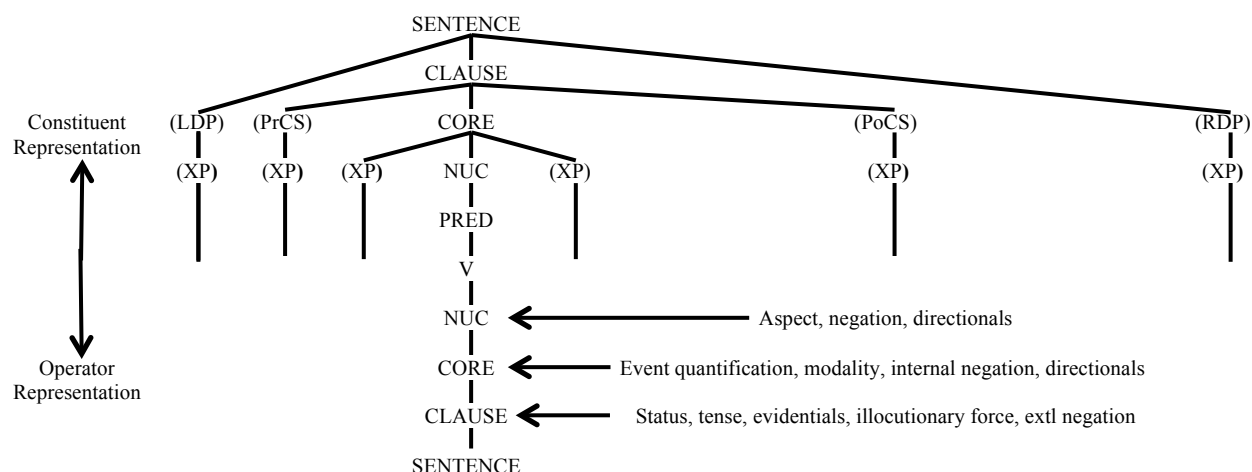 SENTENCE
CLAUSE
Constituent
Representation
(LDP) (PrCS) CORE (PoCS) (RDP)
(XP) (XP) (XP) NUC (XP) (XP) (XP)
PRED
V
NUC Aspect, negation, directionals
Operator
Representation
CORE Event quantification, modality, internal negation, directionals
CLAUSE Status, tense, evidentials, illocutionary force, extl negation
SENTENCE